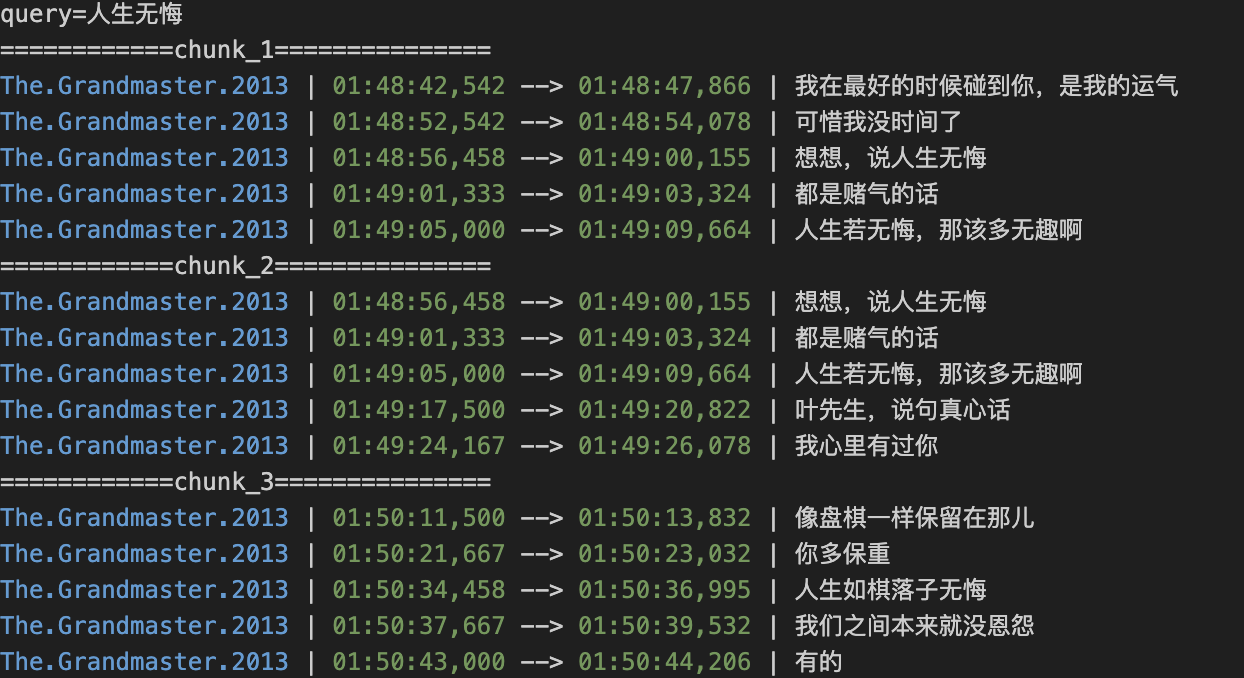 query=人生无悔
============chunk_1===============
The.Grandmaster.2013 | 01:48:42,542 --> 01:48:47,866 | 我在最好的时候碰到你，是我的运气
The.Grandmaster.2013 | 01:48:52,542 --> 01:48:54,078 | 可惜我没时间了
The.Grandmaster.2013 | 01:48:56,458 --> 01:49:00,155 | 想想，说人生无悔
The.Grandmaster.2013 | 01:49:01,333 --> 01:49:03,324 | 都是赌气的话
The.Grandmaster.2013 | 01:49:05,000 --> 01:49:09,664 | 人生若无悔，那该多无趣啊
============chunk_2===============
The.Grandmaster.2013 | 01:48:56,458 --> 01:49:00,155 | 想想，说人生无悔
The.Grandmaster.2013 | 01:49:01,333 --> 01:49:03,324 | 都是赌气的话
The.Grandmaster.2013 | 01:49:05,000 --> 01:49:09,664 | 人生若无悔，那该多无趣啊
The.Grandmaster.2013 | 01:49:17,500 --> 01:49:20,822 | 叶先生，说句真心话
The.Grandmaster.2013 | 01:49:24,167 --> 01:49:26,078 | 我心里有过你
============chunk_3===============
The.Grandmaster.2013 | 01:50:11,500 --> 01:50:13,832 | 像盘棋一样保留在那儿
The.Grandmaster.2013 | 01:50:21,667 --> 01:50:23,032 | 你多保重
The.Grandmaster.2013 | 01:50:34,458 --> 01:50:36,995 | 人生如棋落子无悔
The.Grandmaster.2013 | 01:50:37,667 --> 01:50:39,532 | 我们之间本来就没恩怨
The.Grandmaster.2013 | 01:50:43,000 --> 01:50:44,206 | 有的